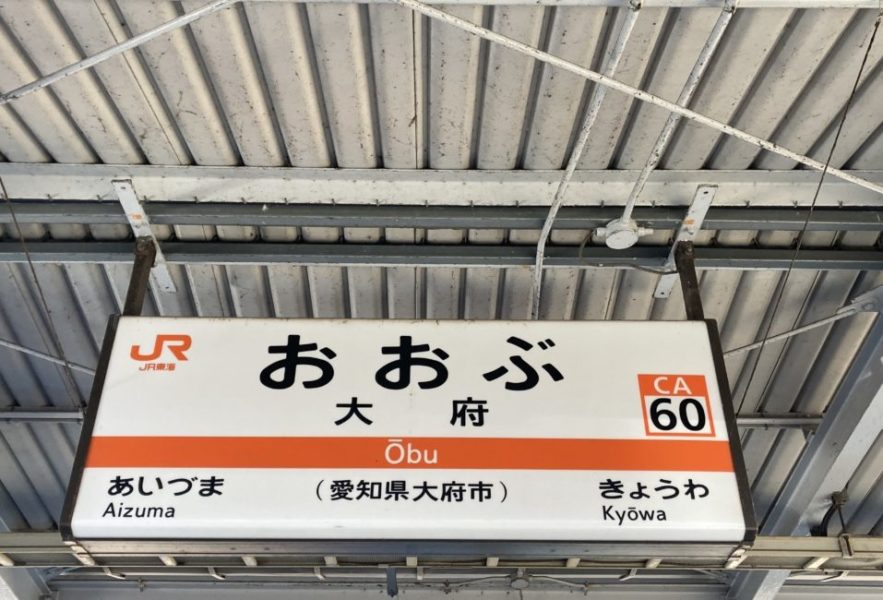 JR
JR東海
おおぶ
大府
CA
60
Ōbu
あいづま
Aizuma
（愛知県大府市）
きょうわ
Kyōwa